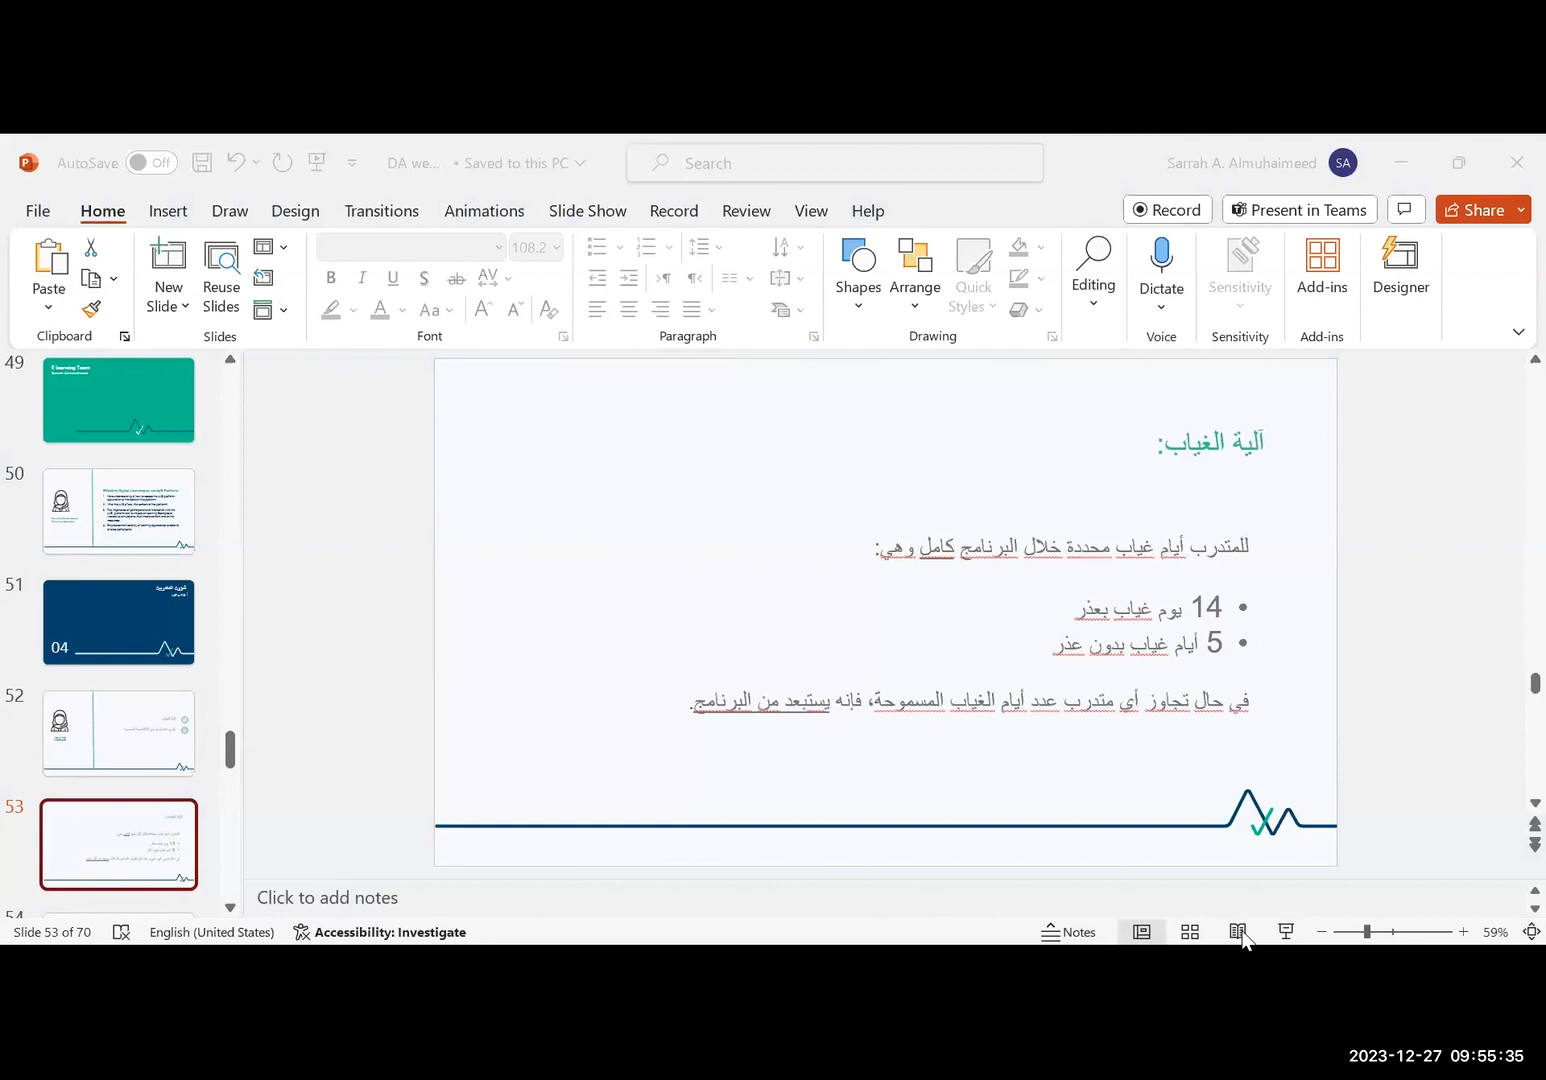 AutoSave Off DA we... • Saved to this PC Search Sarrah A. Almuhaimeed SA
File Home Insert Draw Design Transitions Animations Slide Show Record Review View Help Record Present in Teams Share
Paste New Slide Reuse Slides 108.2 Shapes Arrange Quick Styles Editing Dictate Sensitivity Add-ins Designer
Clipboard Slides Font Paragraph Drawing Voice Sensitivity Add-ins
49
E learning Team
50
51
04
52
53
54
آلية الغياب:
للمتدرب أيام غياب محددة خلال البرنامج كامل وهي:
• 14 يوم غياب بعذر
• 5 أيام غياب بدون عذر
في حال تجاوز أي متدرب عدد أيام الغياب المسموحة، فإنه يستبعد من البرنامج.
Click to add notes
Slide 53 of 70 English (United States) Accessibility: Investigate Notes 59%
2023-12-27 09:55:35